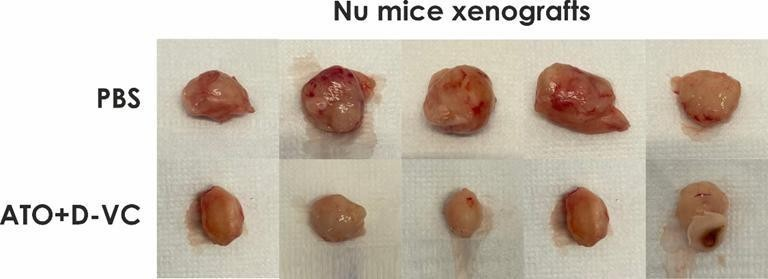 Nu mice xenografts
PBS
ATO+D-VC